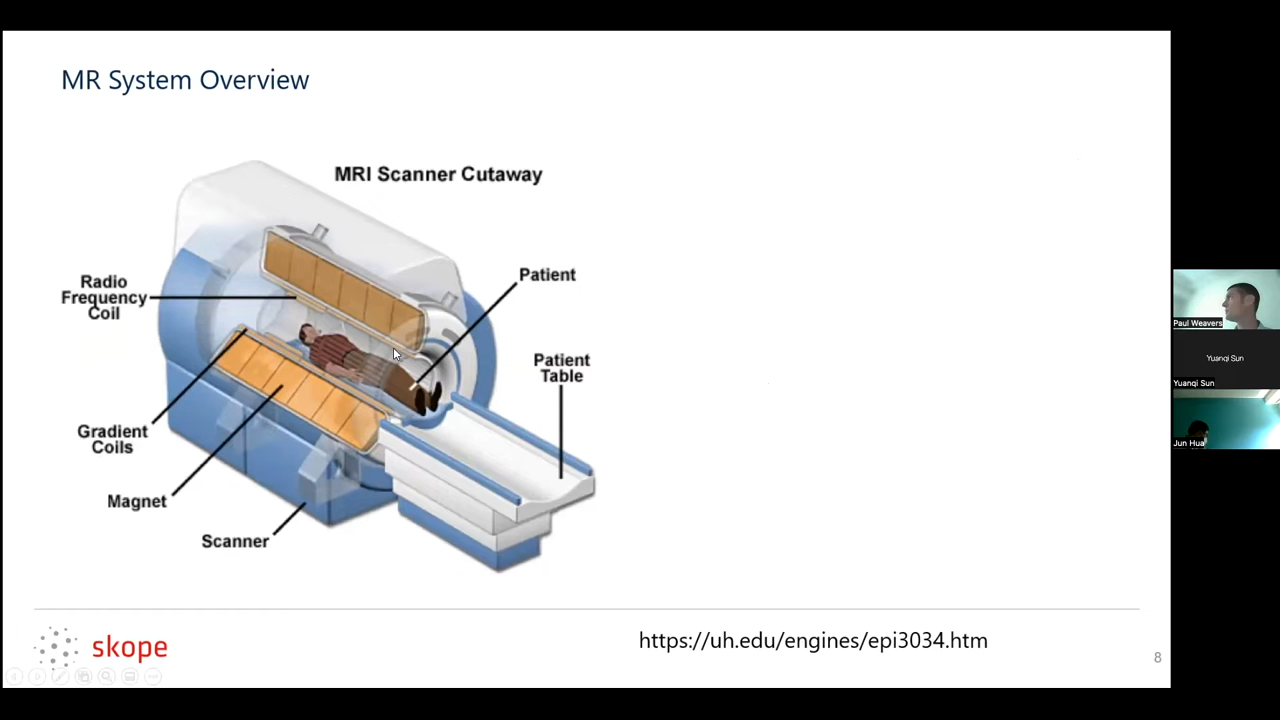 MR System Overview
MRI Scanner Cutaway
Radio
Frequency
Coil
Patient
Patient
Table
Gradient
Coils
Magnet
Scanner
skope
https://uh.edu/engines/epi3034.htm
8
Paul Weavers
Yuanqi Sun
Yuanqi Sun
Jun Hua